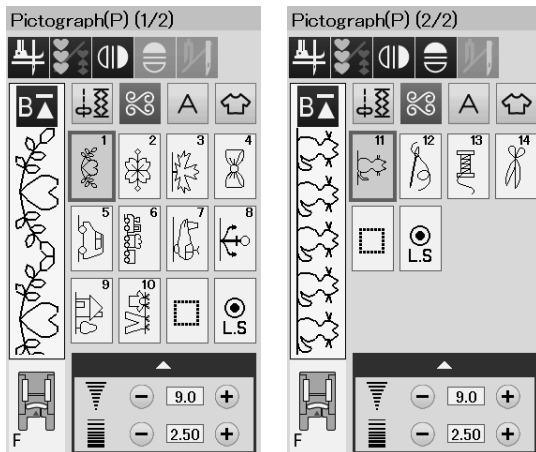 Pictograph(P) (1/2)
B
A
1 2 3 4
5 6 7 8
9 10
L.S
9.0
2.50
F
Pictograph(P) (2/2)
B
A
11 12 13 14
L.S
9.0
2.50
F